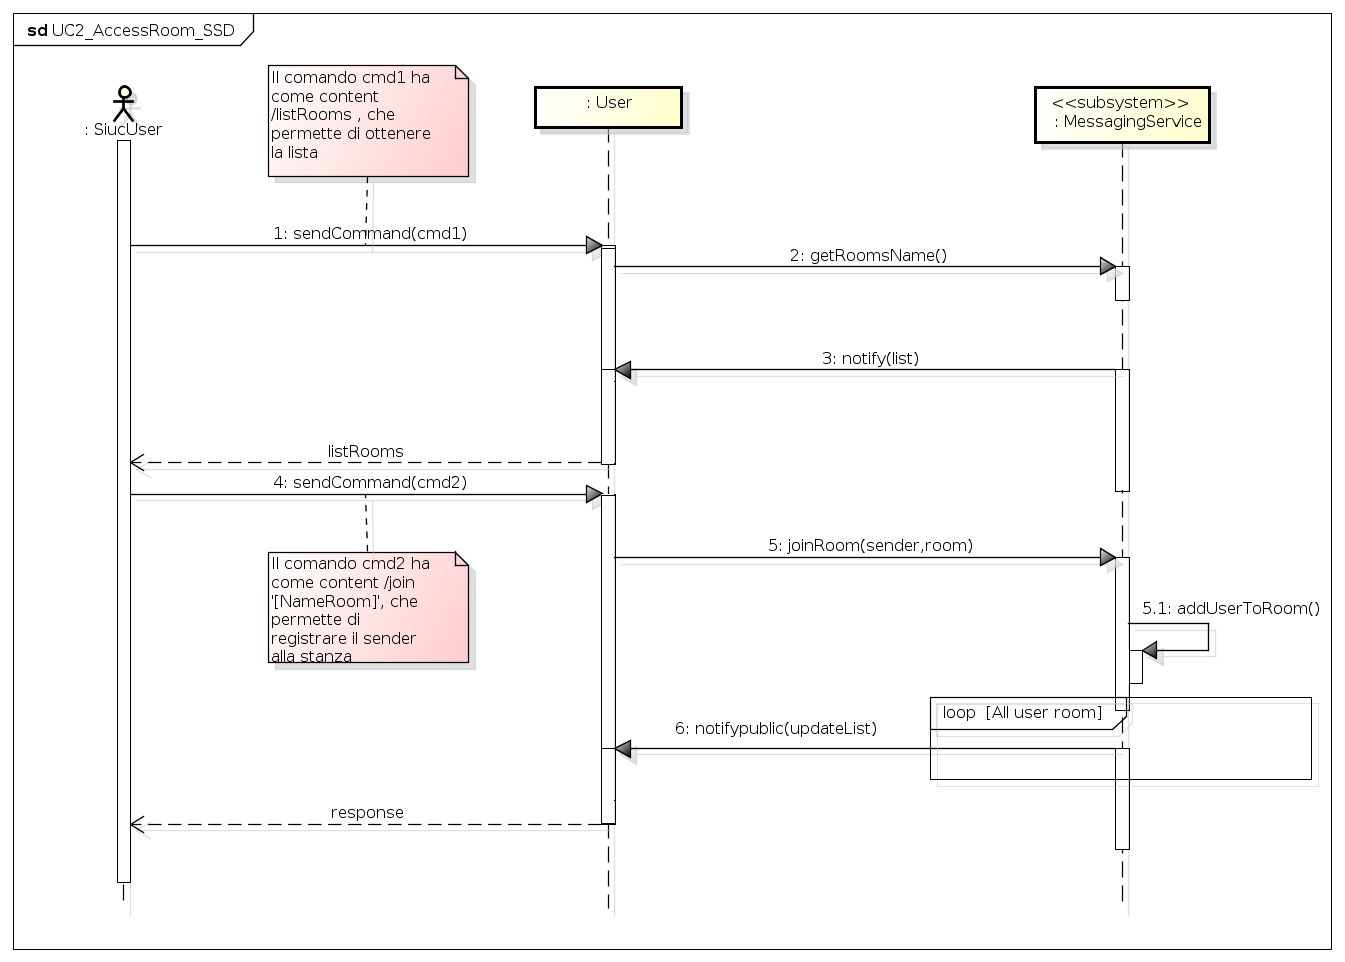 sd UC2_AccessRoom_SSD
Il comando cmd1 ha
come content
/listRooms , che
permette di ottenere
la lista
: SiucUser
: User
<<subsystem>>
: MessagingService
1: sendCommand(cmd1)
2: getRoomsName()
3: notify(list)
listRooms
4: sendCommand(cmd2)
5: joinRoom(sender,room)
Il comando cmd2 ha
come content /join
'[NameRoom]', che
permette di
registrare il sender
alla stanza
5.1: addUserToRoom()
loop [All user room]
6: notifypublic(updateList)
response